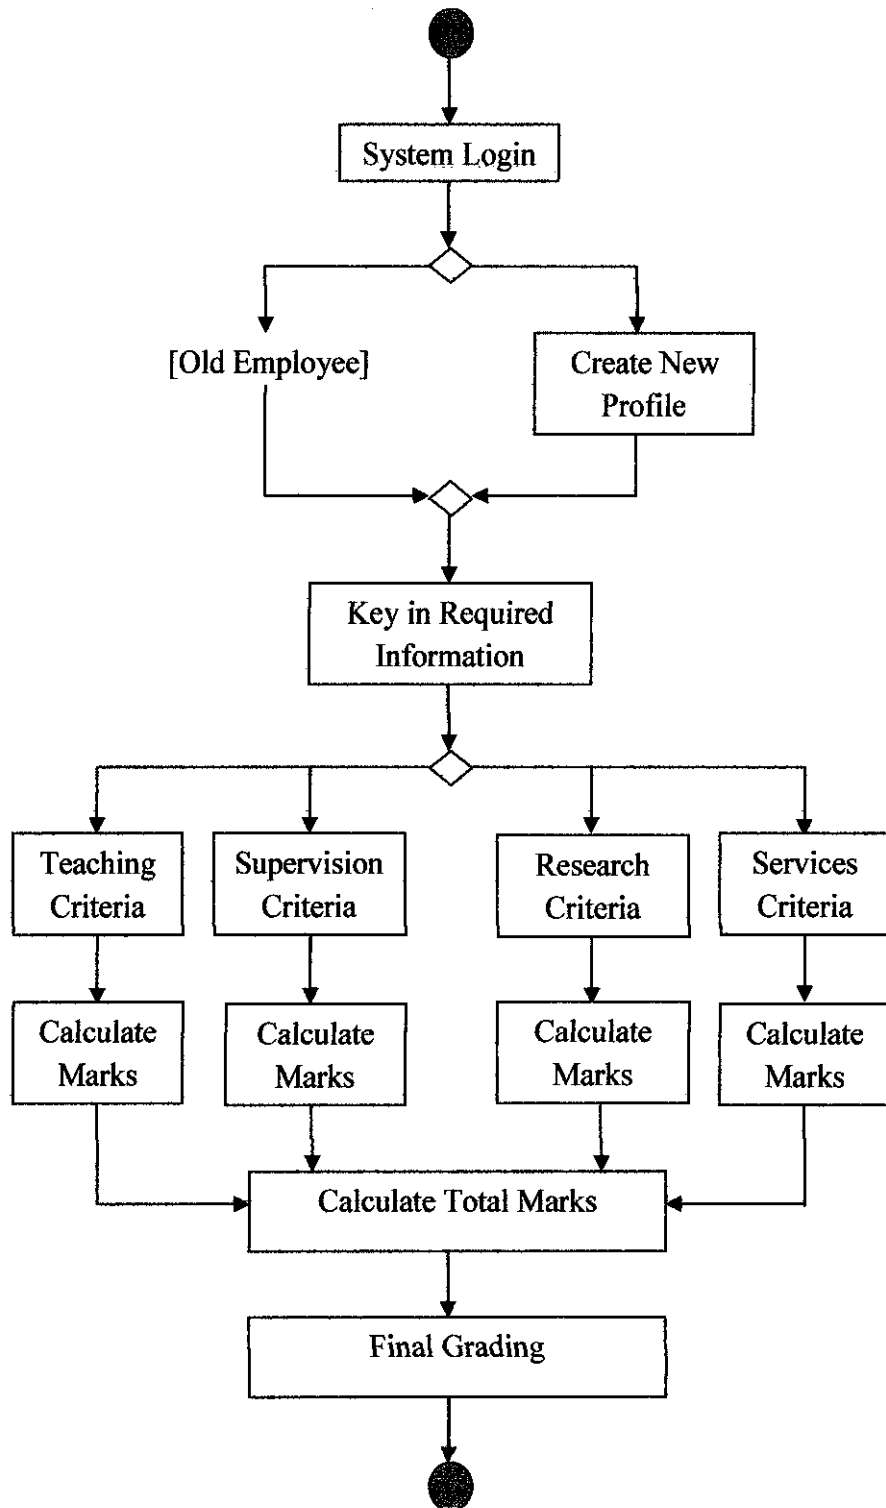 System Login
[Old Employee]
Create New
Profile
Key in Required
Information
Teaching
Criteria
Supervision
Criteria
Research
Criteria
Services
Criteria
Calculate
Marks
Calculate
Marks
Calculate
Marks
Calculate
Marks
Calculate Total Marks
Final Grading